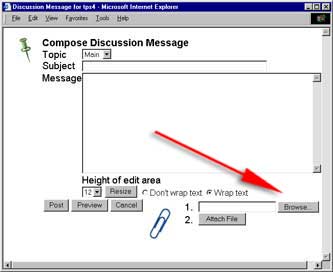 Discussion Message for tpx4 - Microsoft Internet Explorer
File Edit View Favorites Tools Help
Compose Discussion Message
Topic Main
Subject
Message
Height of edit area
12 Resize Don't wrap text Wrap text
Post Preview Cancel 1. Browse...
2. Attach File